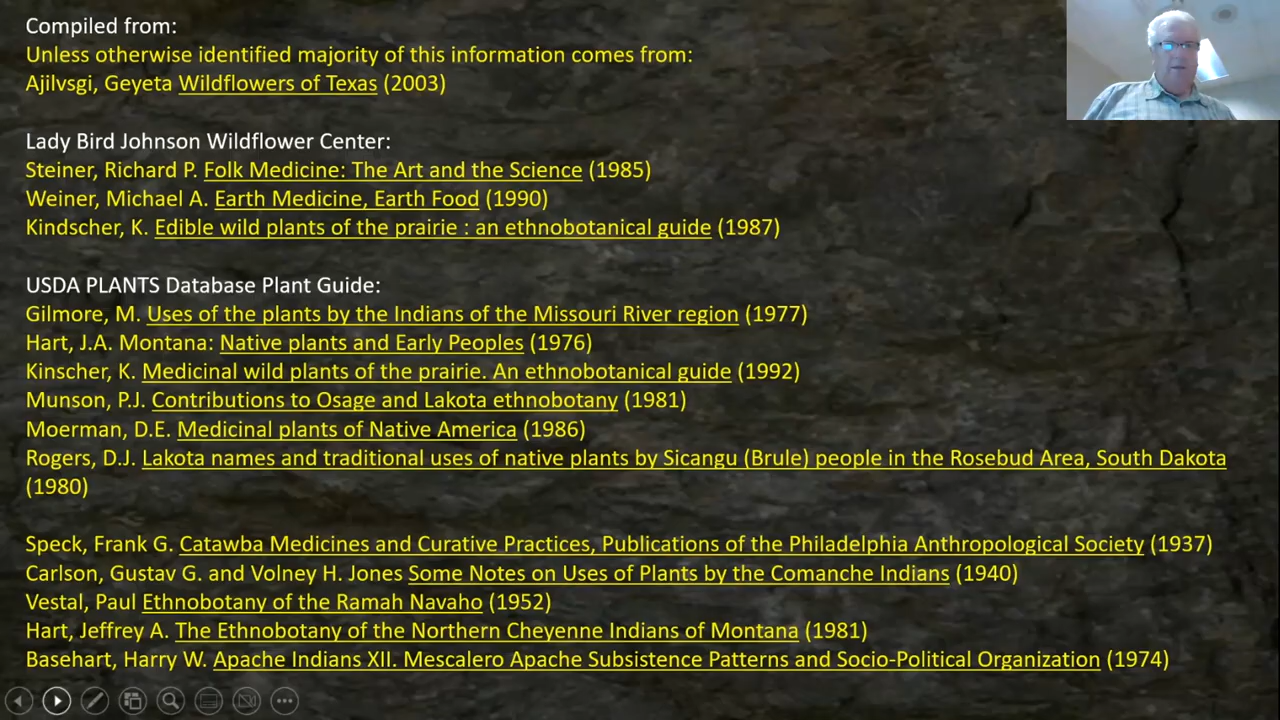 Compiled from:
Unless otherwise identified majority of this information comes from:
Ajilvsgi, Geyeta Wildflowers of Texas (2003)
Lady Bird Johnson Wildflower Center:
Steiner, Richard P. Folk Medicine: The Art and the Science (1985)
Weiner, Michael A. Earth Medicine, Earth Food (1990)
Kindscher, K. Edible wild plants of the prairie : an ethnobotanical guide (1987)
USDA PLANTS Database Plant Guide:
Gilmore, M. Uses of the plants by the Indians of the Missouri River region (1977)
Hart, J.A. Montana: Native plants and Early Peoples (1976)
Kinscher, K. Medicinal wild plants of the prairie. An ethnobotanical guide (1992)
Munson, P.J. Contributions to Osage and Lakota ethnobotany (1981)
Moerman, D.E. Medicinal plants of Native America (1986)
Rogers, D.J. Lakota names and traditional uses of native plants by Sicangu (Brule) people in the Rosebud Area, South Dakota
(1980)
Speck, Frank G. Catawba Medicines and Curative Practices, Publications of the Philadelphia Anthropological Society (1937)
Carlson, Gustav G. and Volney H. Jones Some Notes on Uses of Plants by the Comanche Indians (1940)
Vestal, Paul Ethnobotany of the Ramah Navaho (1952)
Hart, Jeffrey A. The Ethnobotany of the Northern Cheyenne Indians of Montana (1981)
Basehart, Harry W. Apache Indians XII. Mescalero Apache Subsistence Patterns and Socio-Political Organization (1974)